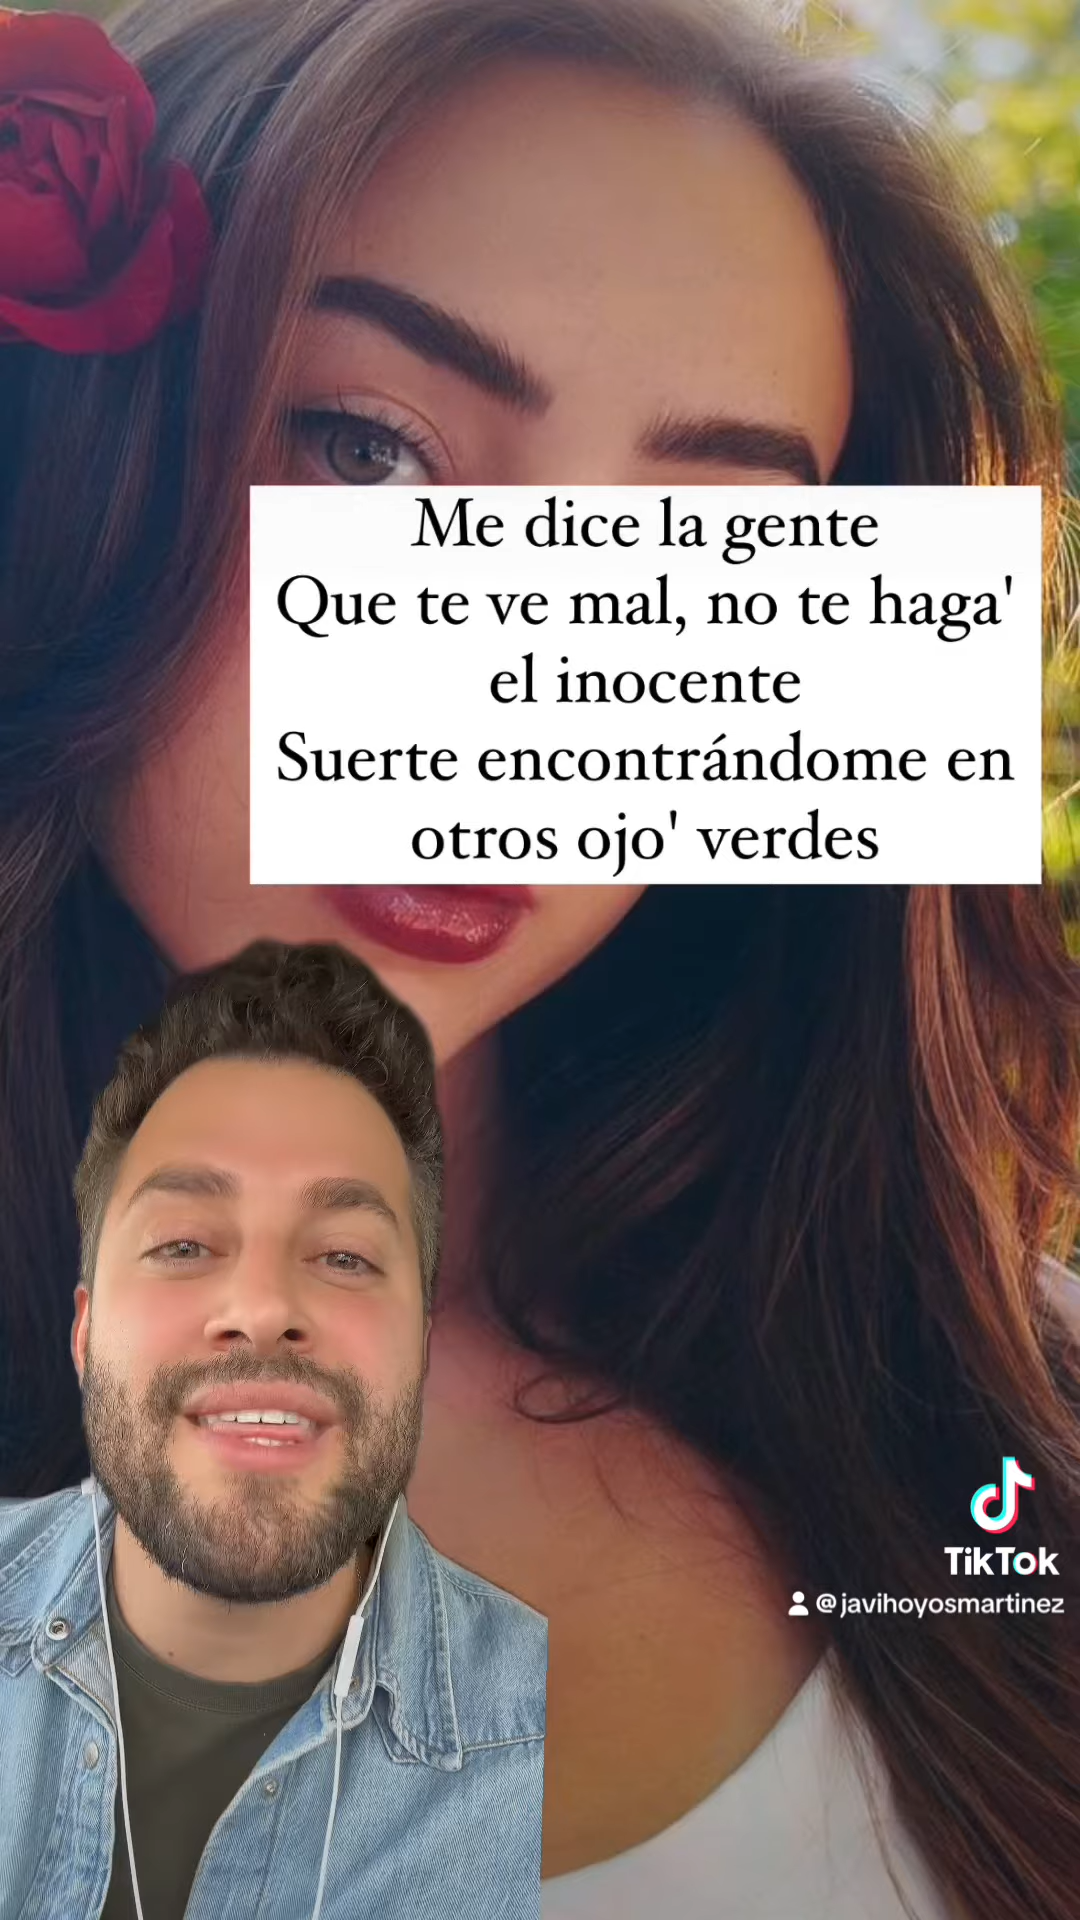 Me dice la gente
Que te ve mal, no te haga'
el inocente
Suerte encontrándome en
otros ojo' verdes
TikTok
@javihoyosmartinez